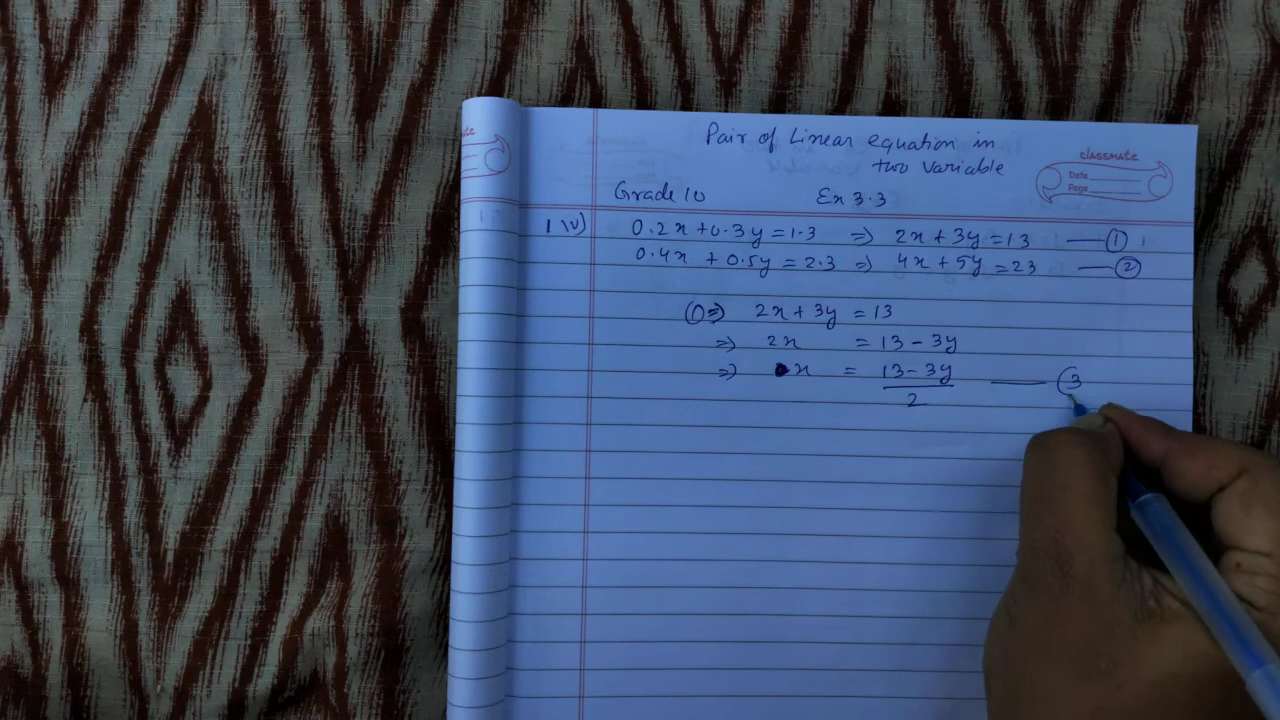 Pair of Linear equation in
two variable
classmate
Date
Page
Grade 10 Ex 3.3
1 iv) 0.2x + 0.3y = 1.3 => 2x + 3y = 13 —— ①
0.4x + 0.5y = 2.3 => 4x + 5y = 23 —— ②
① => 2x + 3y = 13
=> 2x = 13 - 3y
=> x = 13 - 3y / 2 —— ③